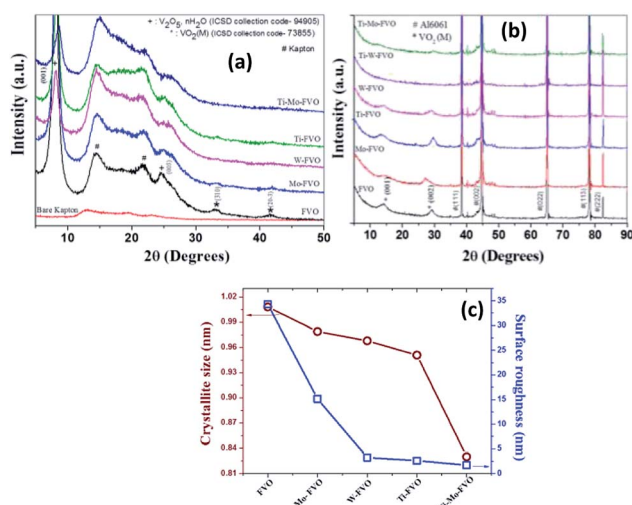 (a)
+ : V₂O₅, nH₂O (ICSD collection code- 94905)
* : VO₂(M) (ICSD collection code- 73855)
# Kapton
(001)
+
Ti-Mo-FVO
Ti-FVO
W-FVO
Mo-FVO
FVO
Bare Kapton
#
#
+
★
★
Intensity (a.u.)
5 10 20 30 40 50
2θ (Degrees)
(b)
# Al6061
* VO₂(M)
Ti-Mo-FVO
Ti-W-FVO
W-FVO
Ti-FVO
Mo-FVO
FVO
* (001)
* (002)
#(111)
#(002)
#(022)
#(113)
#(222)
Intensity (a.u.)
10 20 30 40 50 60 70 80 90
2θ (Degrees)
(c)
Crystallite size (nm)
1.02
0.99
0.96
0.93
0.90
0.87
0.84
0.81
Surface roughness (nm)
35
30
25
20
15
10
5
0
FVO
Mo- FVO
W-FVO
Ti-FVO
i-Mo-FVO